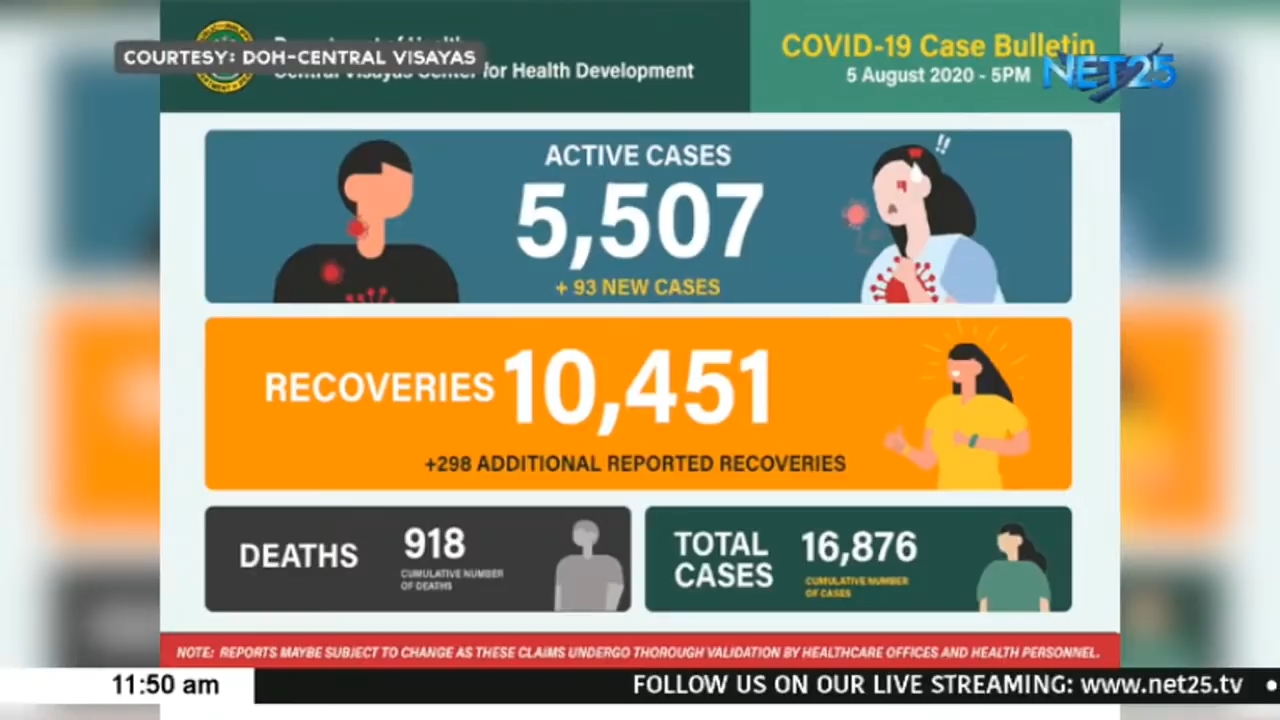 COURTESY: DOH-CENTRAL VISAYAS
for Health Development
COVID-19 Case Bulletin
5 August 2020 - 5PM
NET25
ACTIVE CASES
5,507
+ 93 NEW CASES
RECOVERIES 10,451
+298 ADDITIONAL REPORTED RECOVERIES
DEATHS
918
CUMULATIVE NUMBER
OF DEATHS
TOTAL
CASES
16,876
CUMULATIVE NUMBER
OF CASES
NOTE: REPORTS MAYBE SUBJECT TO CHANGE AS THESE CLAIMS UNDERGO THOROUGH VALIDATION BY HEALTHCARE OFFICES AND HEALTH PERSONNEL.
11:50 am
FOLLOW US ON OUR LIVE STREAMING: www.net25.tv